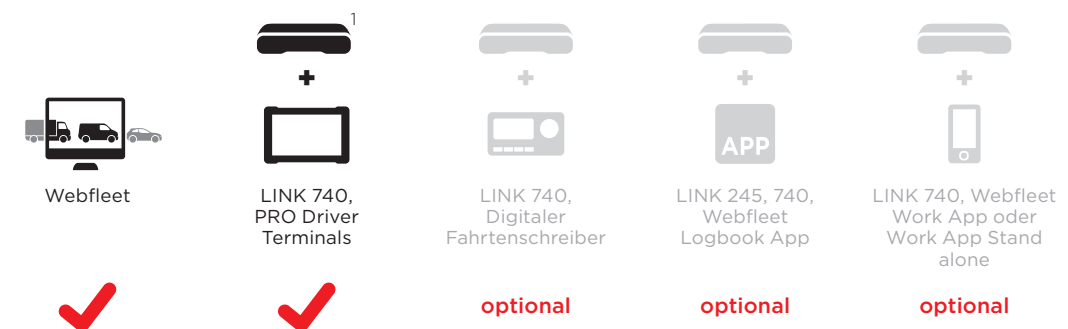 1
APP
Webfleet
LINK 740,
PRO Driver
Terminals
LINK 740,
Digitaler
Fahrtenschreiber
LINK 245, 740,
Webfleet
Logbook App
LINK 740, Webfleet
Work App oder
Work App Stand
alone
optional
optional
optional